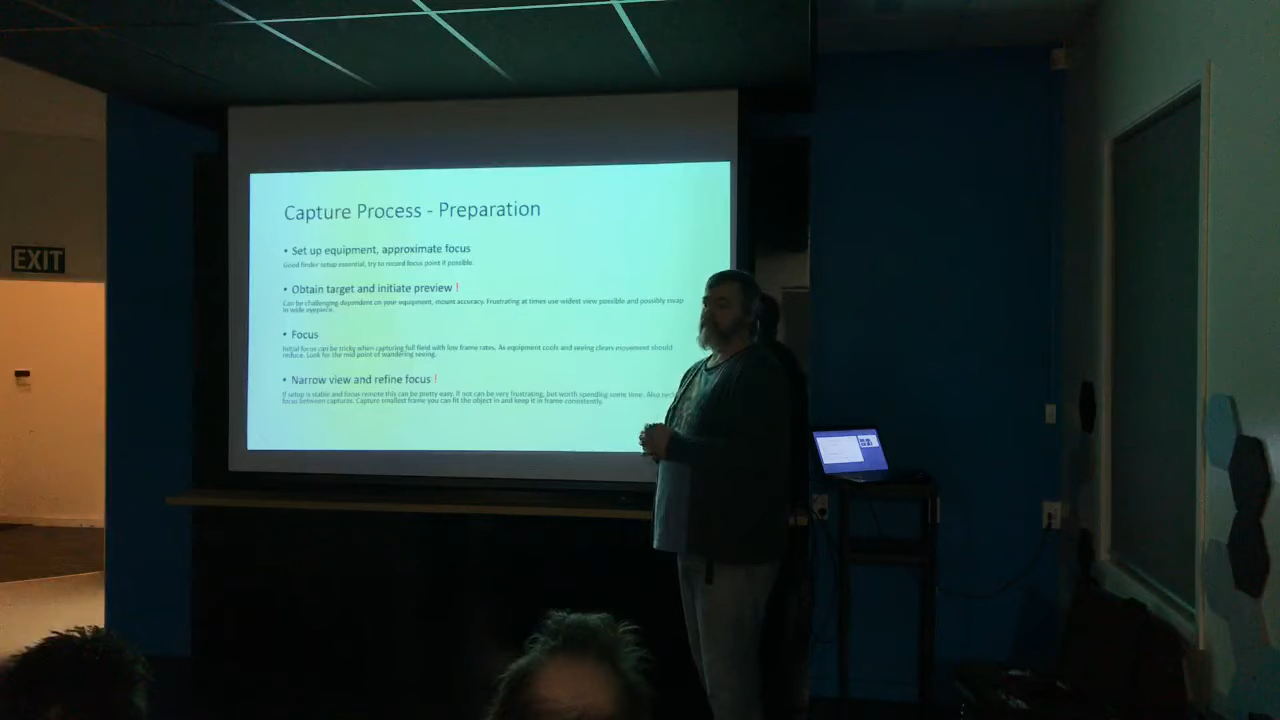 EXIT
Capture Process - Preparation
• Set up equipment, approximate focus
Good finder setup essential, try to record focus point if possible.
• Obtain target and initiate preview !
Can be challenging dependent on your equipment, mount accuracy. Frustrating at times use widest view possible and possibly swap
in wide eyepiece.
• Focus
Initial focus can be tricky when capturing full field with low frame rates. As equipment cools and seeing clears movement should
reduce. Look for the mid point of wandering seeing.
• Narrow view and refine focus !
If setup is stable and focus remote this can be pretty easy. If not can be very frustrating, but worth spending some time. Also
focus between captures. Capture smallest frame you can fit the object in and keep it in frame consistently.